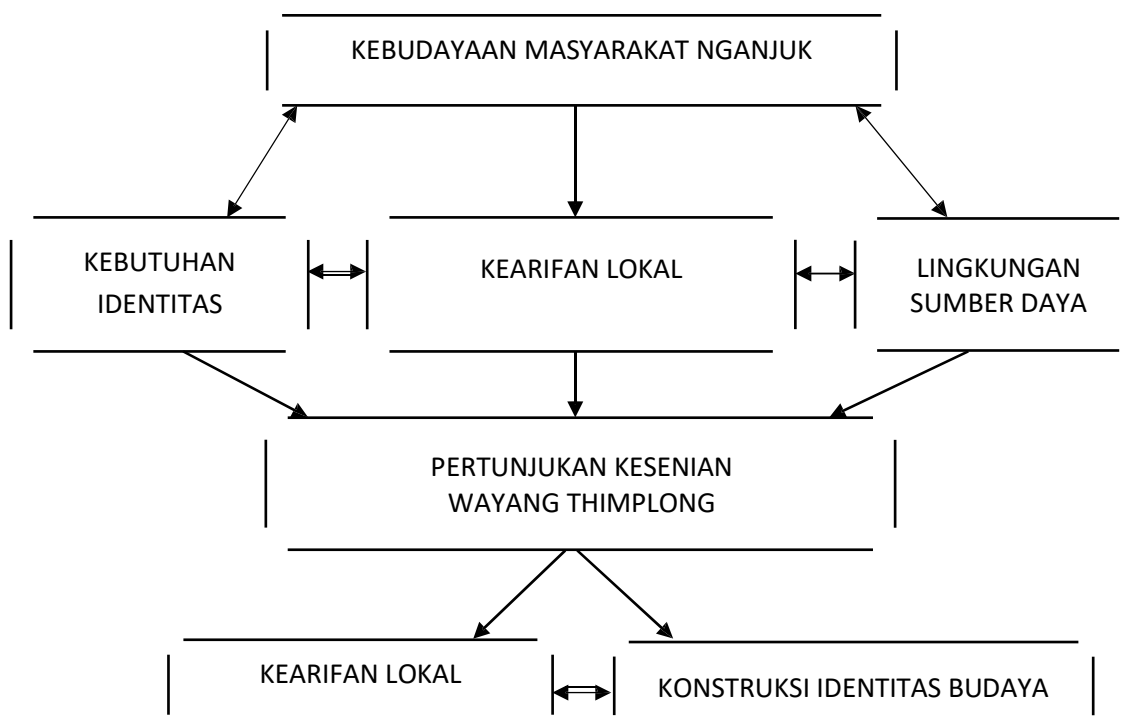 KEBUDAYAAN MASYARAKAT NGANJUK
KEBUTUHAN
IDENTITAS
KEARIFAN LOKAL
LINGKUNGAN
SUMBER DAYA
PERTUNJUKAN KESENIAN
WAYANG THIMPLONG
KEARIFAN LOKAL
KONSTRUKSI IDENTITAS BUDAYA